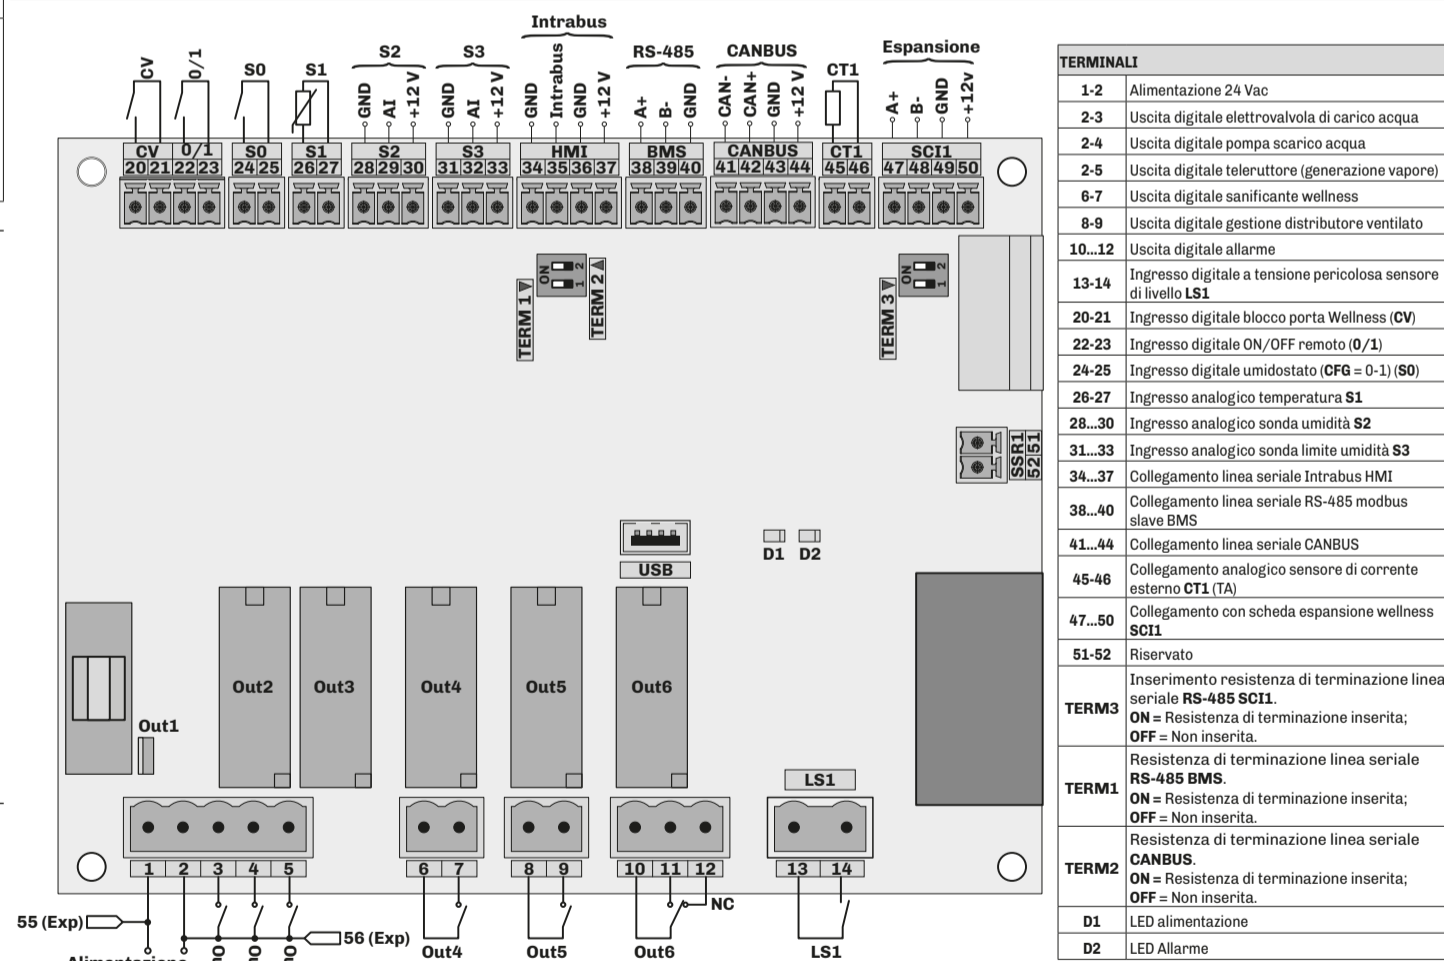 Intrabus
S2
S3
RS-485
CANBUS
Espansione
CV
0/1
S0
S1
GND
AI
+12 V
GND
AI
+12 V
GND
Intrabus
GND
+12 V
A+
B-
GND
CAN-
CAN+
GND
+12 V
CT1
A+
B-
GND
+12v
CV 0/1 S0 S1 S2 S3 HMI BMS CANBUS CT1 SCI1
20 21 22 23 24 25 26 27 28 29 30 31 32 33 34 35 36 37 38 39 40 41 42 43 44 45 46 47 48 49 50
ON
1 2
TERM 1
TERM 2
ON
1 2
TERM 3
SSR1
52 51
USB
D1 D2
Out1
Out2
Out3
Out4
Out5
Out6
LS1
1 2 3 4 5 6 7 8 9 10 11 12 13 14
55 (Exp)
56 (Exp)
NC
Out4
Out5
Out6
LS1
TERMINALI
1-2 Alimentazione 24 Vac
2-3 Uscita digitale elettrovalvola di carico acqua
2-4 Uscita digitale pompa scarico acqua
2-5 Uscita digitale teleruttore (generazione vapore)
6-7 Uscita digitale sanificante wellness
8-9 Uscita digitale gestione distributore ventilato
10...12 Uscita digitale allarme
13-14 Ingresso digitale a tensione pericolosa sensore
di livello LS1
20-21 Ingresso digitale blocco porta Wellness (CV)
22-23 Ingresso digitale ON/OFF remoto (0/1)
24-25 Ingresso digitale umidostato (CFG = 0-1) (S0)
26-27 Ingresso analogico temperatura S1
28...30 Ingresso analogico sonda umidità S2
31...33 Ingresso analogico sonda limite umidità S3
34...37 Collegamento linea seriale Intrabus HMI
38...40 Collegamento linea seriale RS-485 modbus
slave BMS
41...44 Collegamento linea seriale CANBUS
45-46 Collegamento analogico sensore di corrente
esterno CT1 (TA)
47...50 Collegamento con scheda espansione wellness
SCI1
51-52 Riservato
TERM3 Inserimento resistenza di terminazione linea
seriale RS-485 SCI1.
ON = Resistenza di terminazione inserita;
OFF = Non inserita.
TERM1 Resistenza di terminazione linea seriale
RS-485 BMS.
ON = Resistenza di terminazione inserita;
OFF = Non inserita.
TERM2 Resistenza di terminazione linea seriale
CANBUS.
ON = Resistenza di terminazione inserita;
OFF = Non inserita.
D1 LED alimentazione
D2 LED Allarme